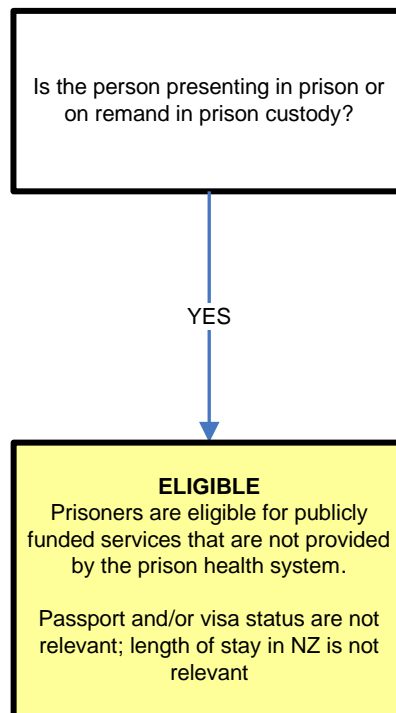 Is the person presenting in prison or
on remand in prison custody?
YES
ELIGIBLE
Prisoners are eligible for publicly
funded services that are not provided
by the prison health system.
Passport and/or visa status are not
relevant; length of stay in NZ is not
relevant